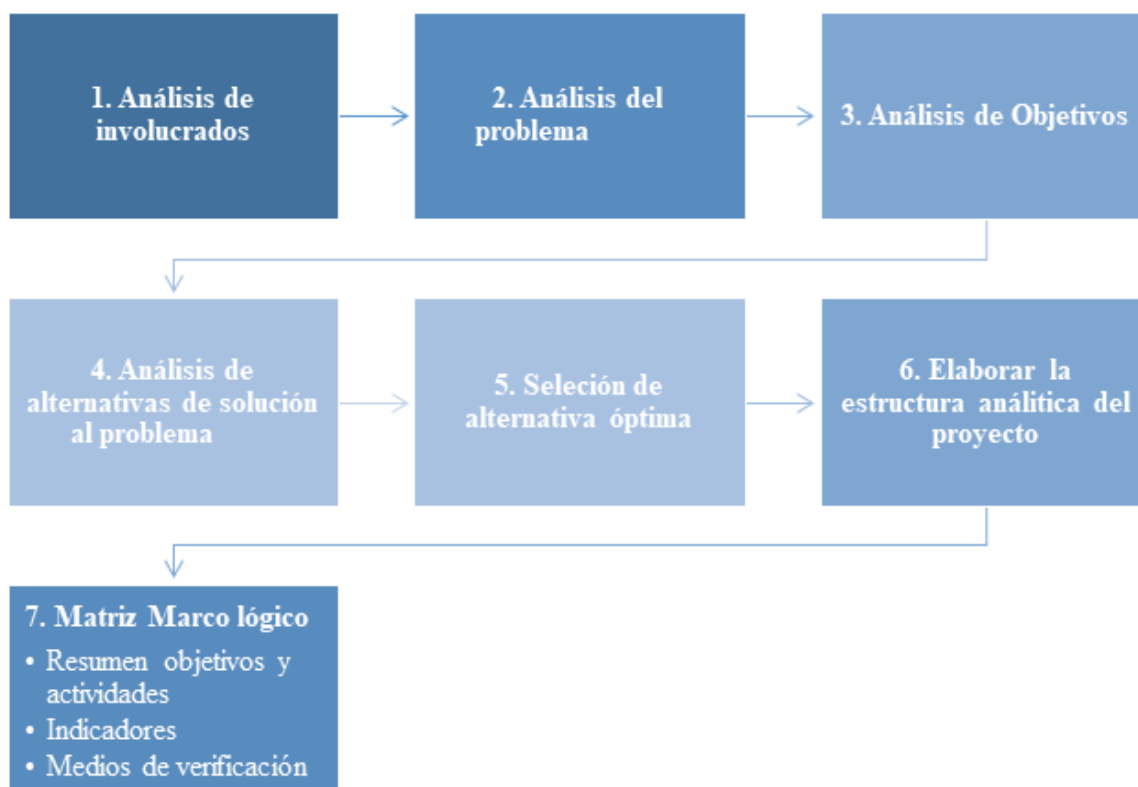 1. Análisis de
involucrados
2. Análisis del
problema
3. Análisis de Objetivos
4. Análisis de
alternativas de solución
al problema
5. Seleción de
alternativa óptima
6. Elaborar la
estructura análitica del
proyecto
7. Matriz Marco lógico
• Resumen objetivos y
actividades
• Indicadores
• Medios de verificación